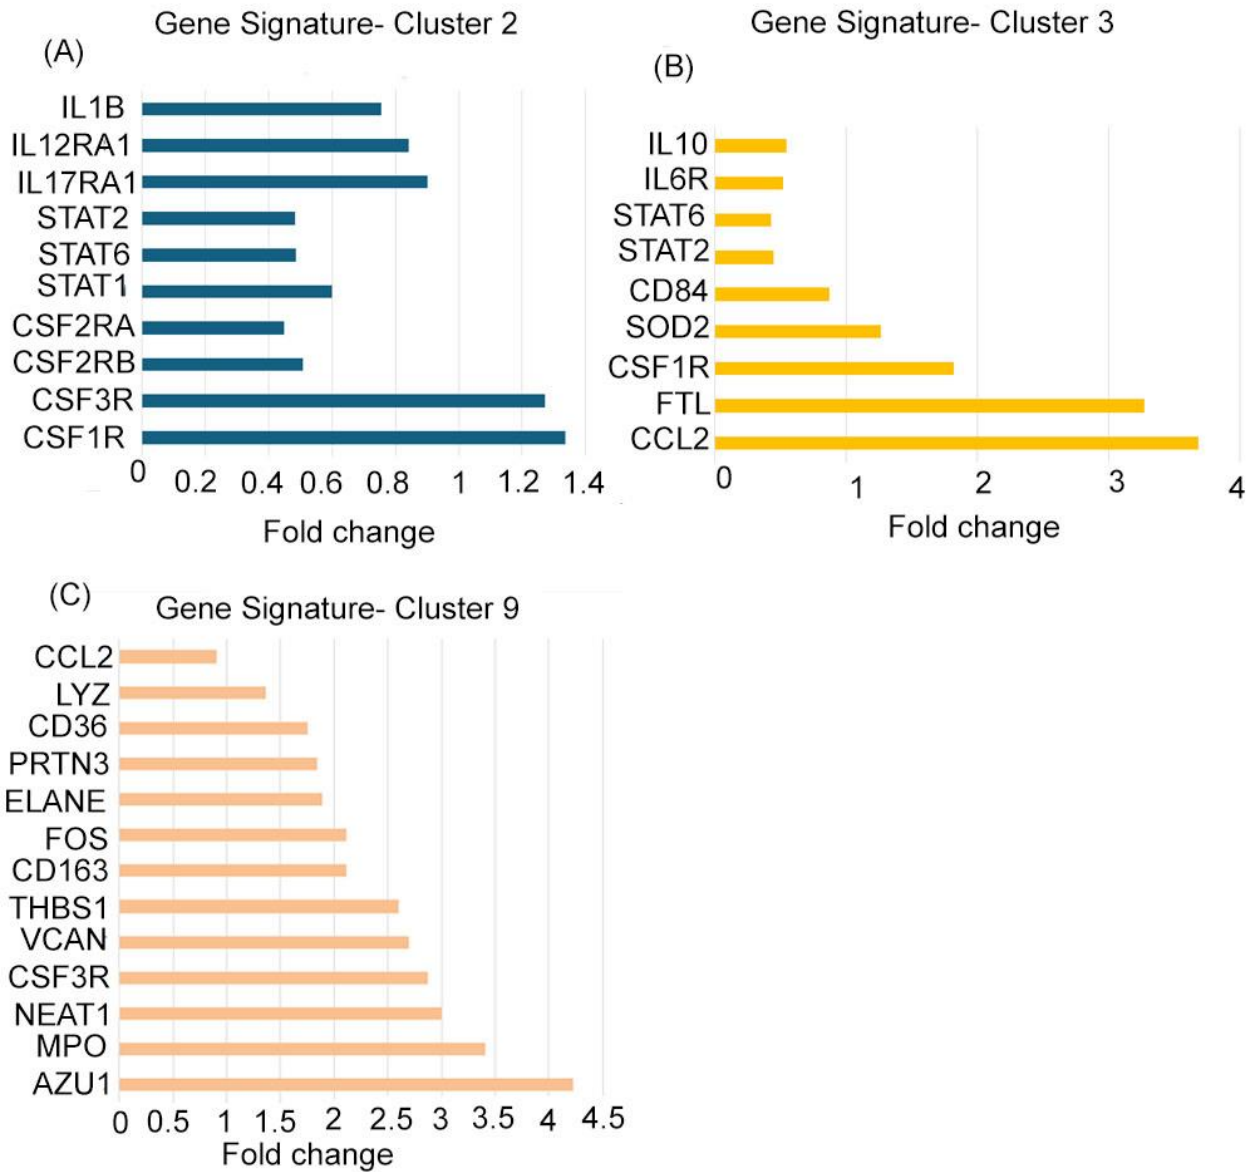 Gene Signature- Cluster 2
(A)
IL1B
IL12RA1
IL17RA1
STAT2
STAT6
STAT1
CSF2RA
CSF2RB
CSF3R
CSF1R
0 0.2 0.4 0.6 0.8 1 1.2 1.4
Fold change
Gene Signature- Cluster 3
(B)
IL10
IL6R
STAT6
STAT2
CD84
SOD2
CSF1R
FTL
CCL2
0 1 2 3 4
Fold change
(C)
Gene Signature- Cluster 9
CCL2
LYZ
CD36
PRTN3
ELANE
FOS
CD163
THBS1
VCAN
CSF3R
NEAT1
MPO
AZU1
0 0.5 1 1.5 2 2.5 3 3.5 4 4.5
Fold change